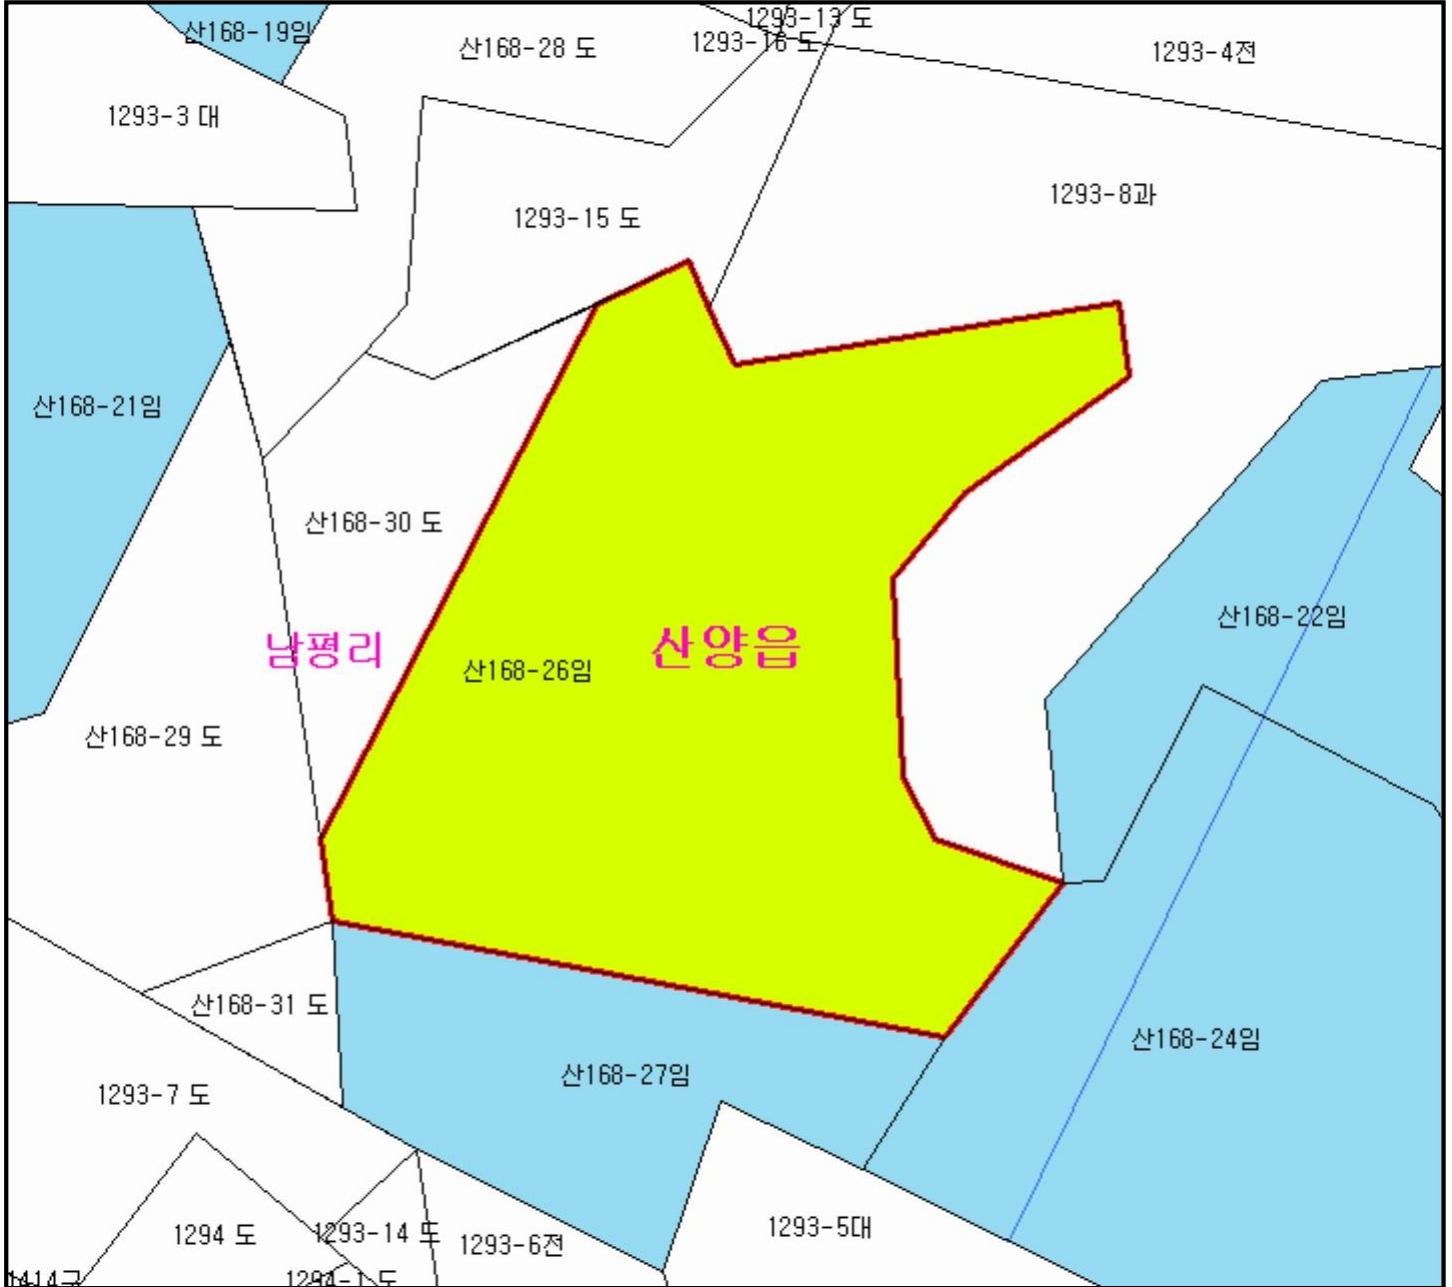 1293-13 도
산168-19임
산168-28 도
1293-16 도
1293-4전
1293-3 대
1293-8과
1293-15 도
산168-21임
산168-30 도
산168-22임
남평리
산양읍
산168-26임
산168-29 도
산168-31 도
산168-24임
산168-27임
1293-7 도
1293-5대
1294 도
1293-14 도
1293-6전
1294-1 도